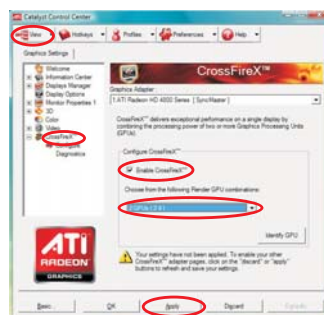 Catalyst Control Center
View Hotkeys Profiles Preferences Help
Graphics Settings
Welcome
Information Center
Displays Manager
Display Options
Monitor Properties 1
3D
Color
Video
CrossFireX
Configure
Diagnostics
CrossFireX™
Graphics Adapter:
1.ATI Radeon HD 4800 Series [SyncMaster]
CrossFireX™ delivers exceptional performance on a single display by
combining the processing power of two or more Graphics Processing Units
(GPUs).
Configure CrossFireX™
Enable CrossFireX™
Choose from the following Render GPU combinations:
Identify GPU
Your settings have not been applied. To enable your other
CrossFireX™ adapter pages, click on the "discard" or "apply"
buttons to refresh and save your settings.
ATI
RADEON
GRAPHICS
Basic... OK Apply Discard